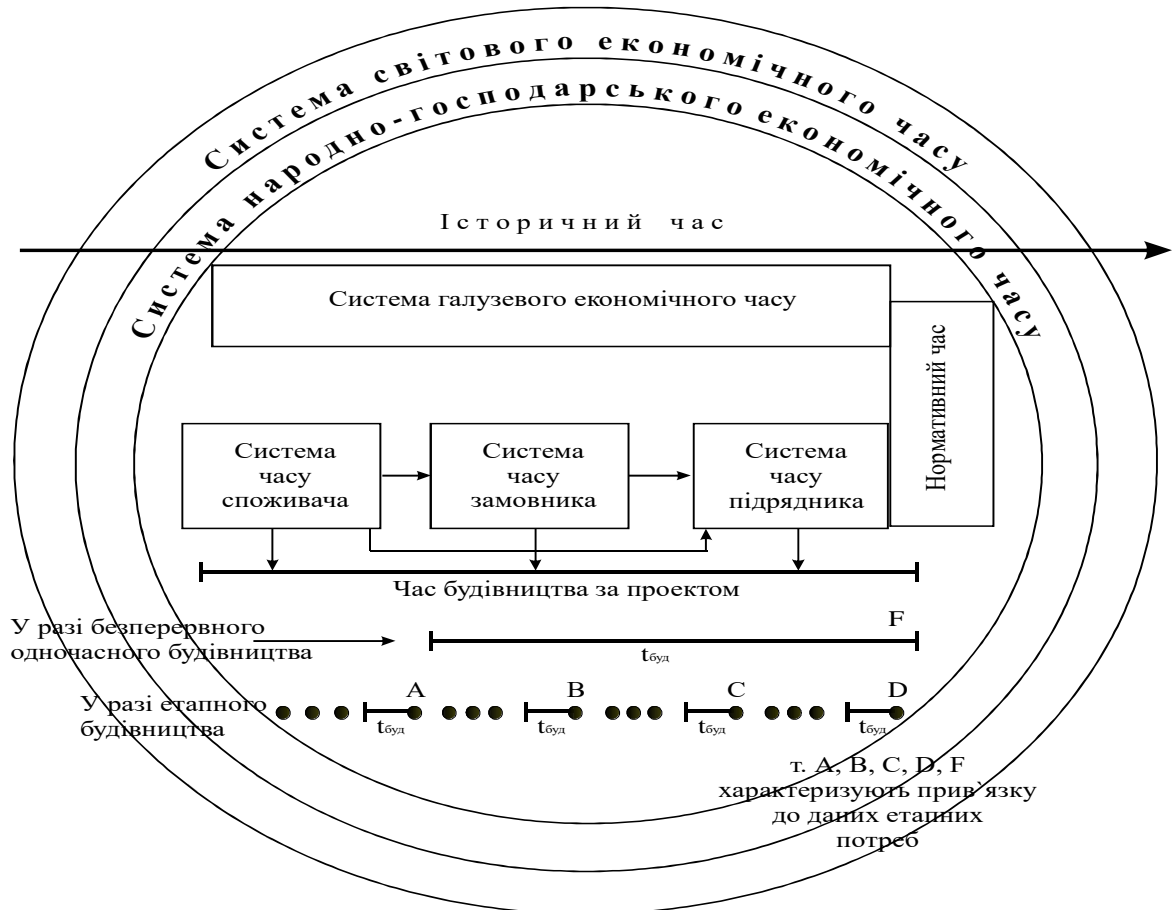 Система світового економічного часу
Система народно-господарського економічного часу
Історичний час
Система галузевого економічного часу
Нормативний час
Система
часу
споживача
Система
часу
замовника
Система
часу
підрядника
Час будівництва за проектом
У разі безперервного
одночасного будівництва
F
tбуд
У разі етапного
будівництва
A
B
C
D
tбуд
tбуд
tбуд
tбуд
т. A, B, C, D, F
характеризують прив’язку
до даних етапних
потреб